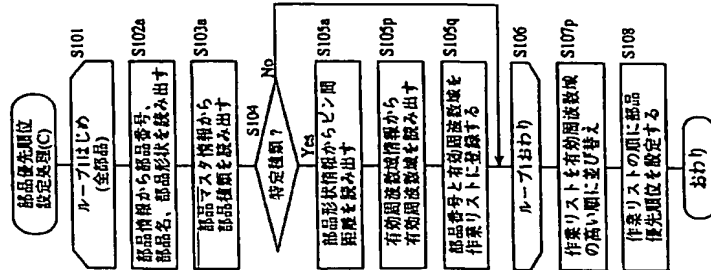 部品優先順位
設定処理(C)
S101
ループはじめ
(全部品)
S102a
部品情報から部品番号、
部品名、部品形状を読み出す
S103a
部品マスタ情報から
部品種類を読み出す
S104
特定種類?
No
Yes
S105a
部品形状情報からピン間
距離を読み出す
S105p
有効周波数域情報から
有効周波数域を読み出す
S105q
部品番号と有効周波数域を
作業リストに登録する
S106
ループおわり
S107p
作業リストを有効周波数域
の高い順に並び替え
S108
作業リストの順に部品
優先順位を設定する
おわり